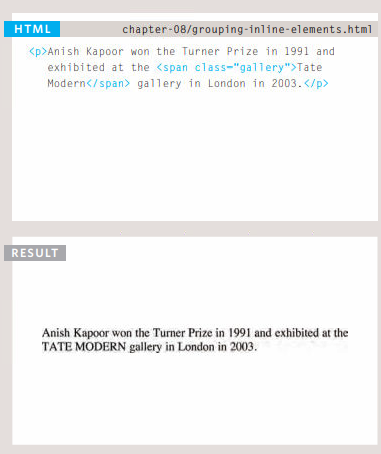 HTML
chapter-08/grouping-inline-elements.html
<p>Anish Kapoor won the Turner Prize in 1991 and
exhibited at the <span class="gallery">Tate
Modern</span> gallery in London in 2003.</p>
RESULT
Anish Kapoor won the Turner Prize in 1991 and exhibited at the
TATE MODERN gallery in London in 2003.